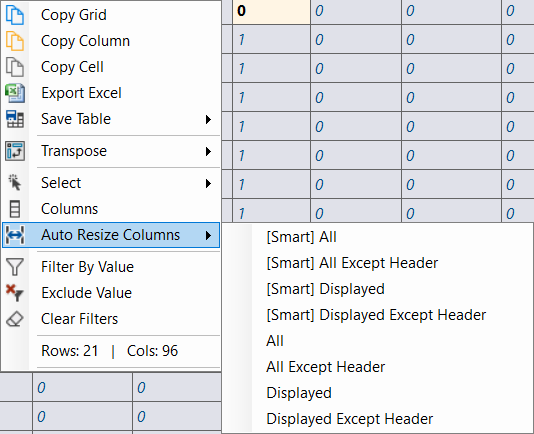 Copy Grid
Copy Column
Copy Cell
Export Excel
Save Table
Transpose
Select
Columns
Auto Resize Columns
Filter By Value
Exclude Value
Clear Filters
Rows: 21 | Cols: 96
[Smart] All
[Smart] All Except Header
[Smart] Displayed
[Smart] Displayed Except Header
All
All Except Header
Displayed
Displayed Except Header
0 0 0 0
1 0 0 0
1 0 0 0
1 0 0 0
1 0 0 0
1 0 0 0
1 0 0 0
1 0 0 0
0 0
0 0